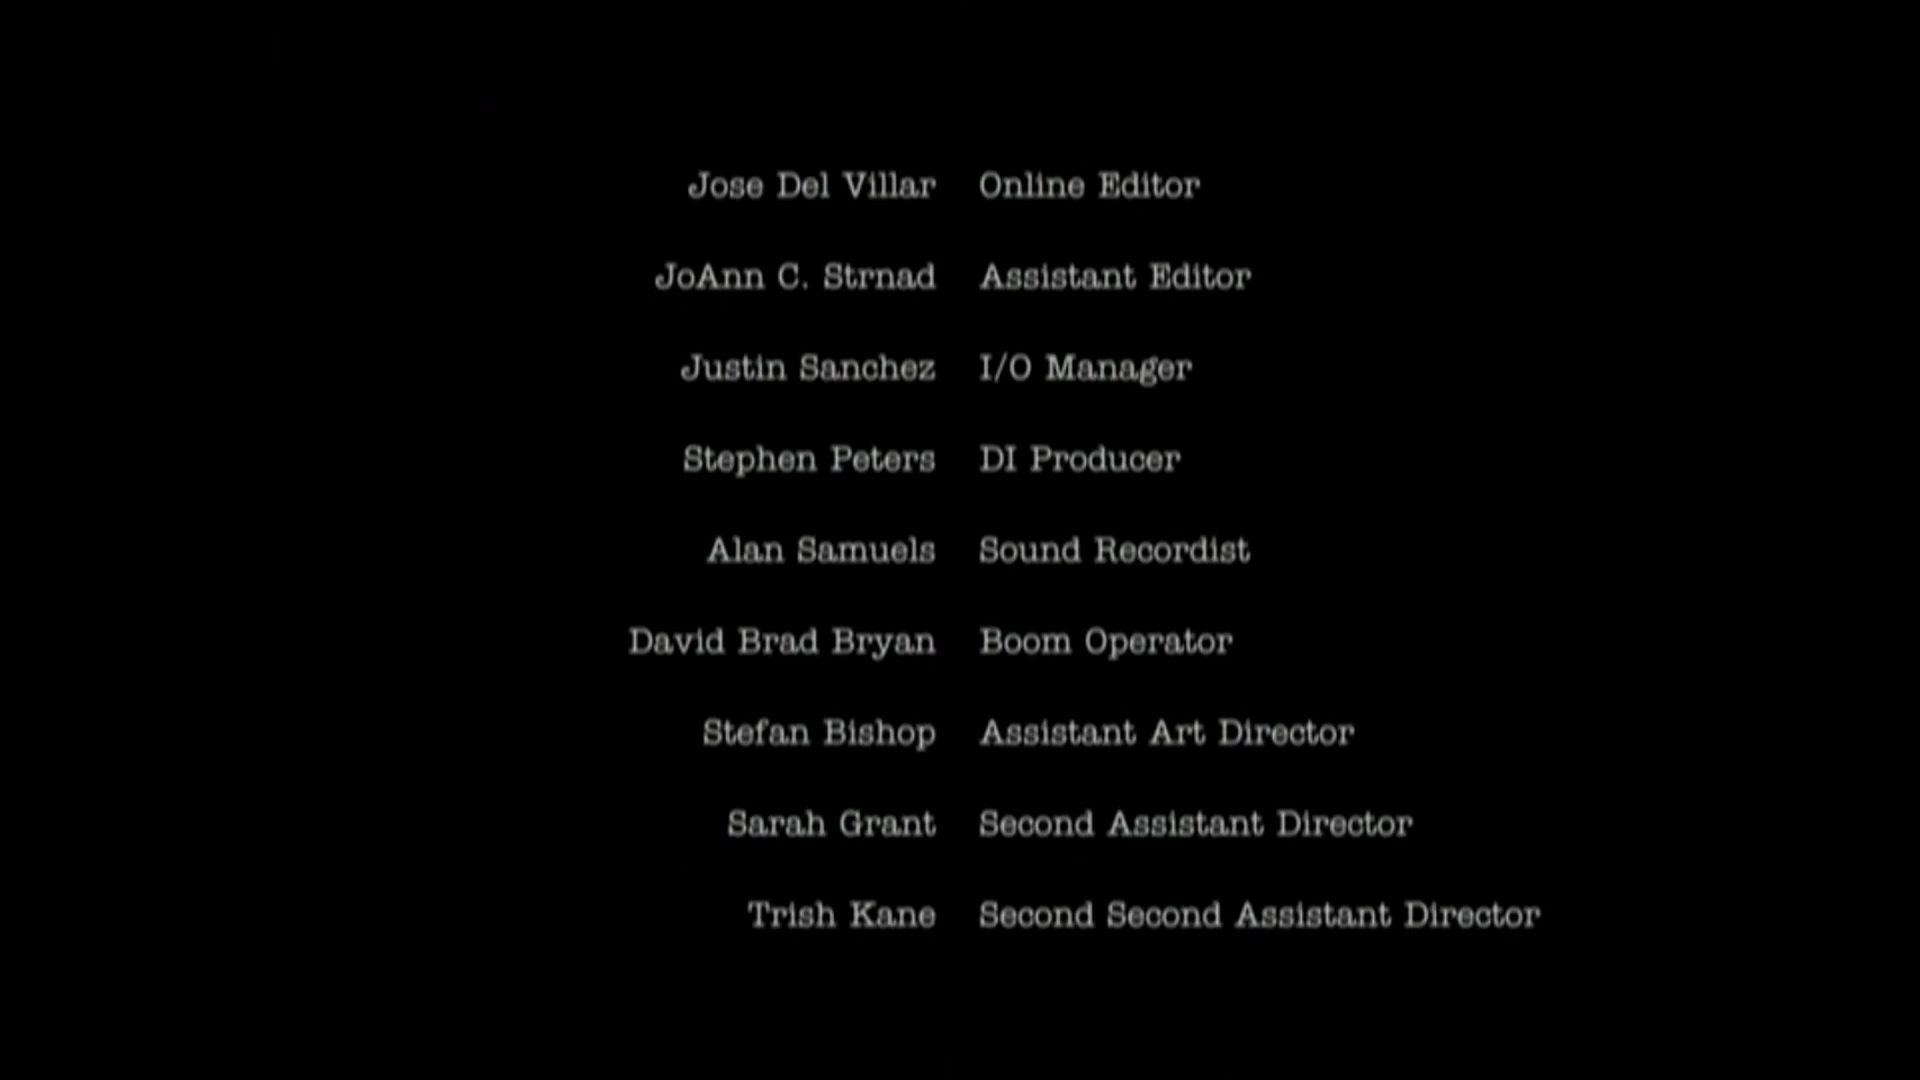 Jose Del Villar Online Editor
JoAnn C. Strnad Assistant Editor
Justin Sanchez I/O Manager
Stephen Peters DI Producer
Alan Samuels Sound Recordist
David Brad Bryan Boom Operator
Stefan Bishop Assistant Art Director
Sarah Grant Second Assistant Director
Trish Kane Second Second Assistant Director